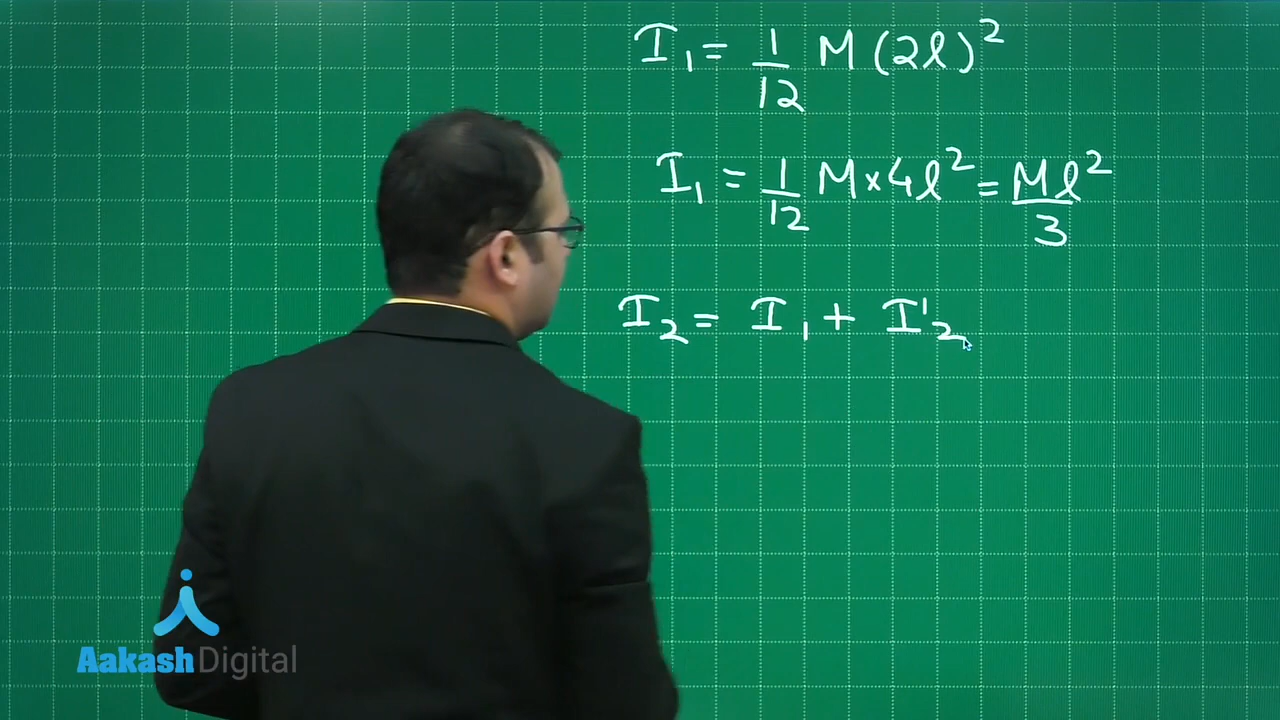 I₁ = 1/12 M (2l)²
I₁ = 1/12 M × 4l² = Ml²/3
I₂ = I₁ + I'₂
Aakash Digital